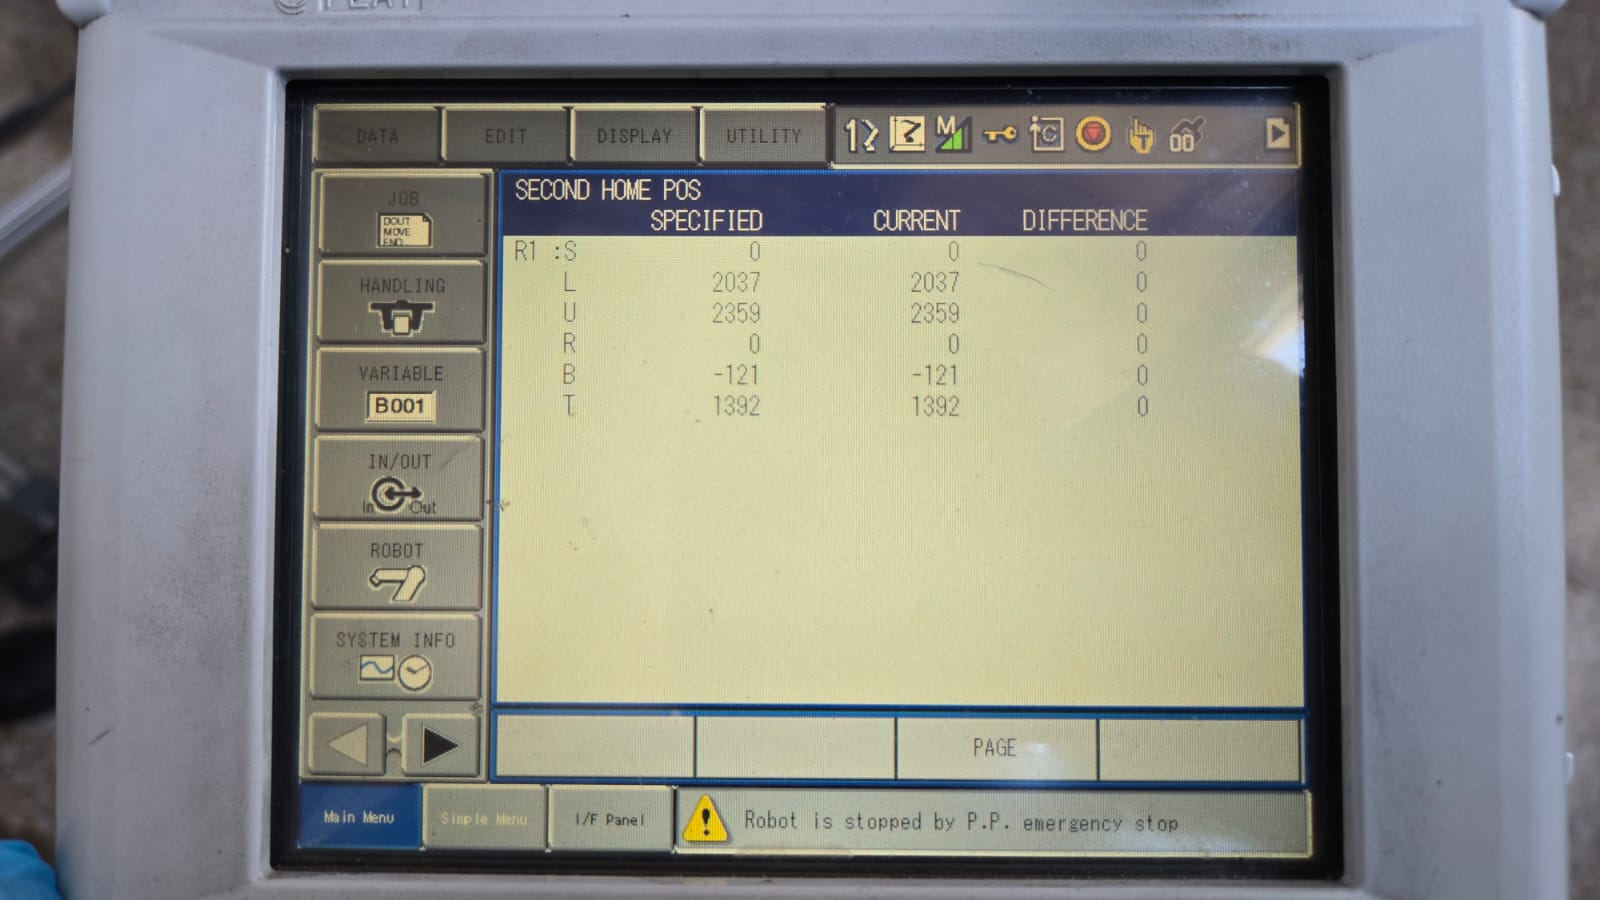 DATA EDIT DISPLAY UTILITY
JOB
DOUT
MOVE
END
HANDLING
VARIABLE
B001
IN/OUT
In Out
ROBOT
SYSTEM INFO
SECOND HOME POS
SPECIFIED CURRENT DIFFERENCE
R1 :S 0 0 0
L 2037 2037 0
U 2359 2359 0
R 0 0 0
B -121 -121 0
T 1392 1392 0
PAGE
Main Menu Simple Menu I/F Panel Robot is stopped by P.P. emergency stop